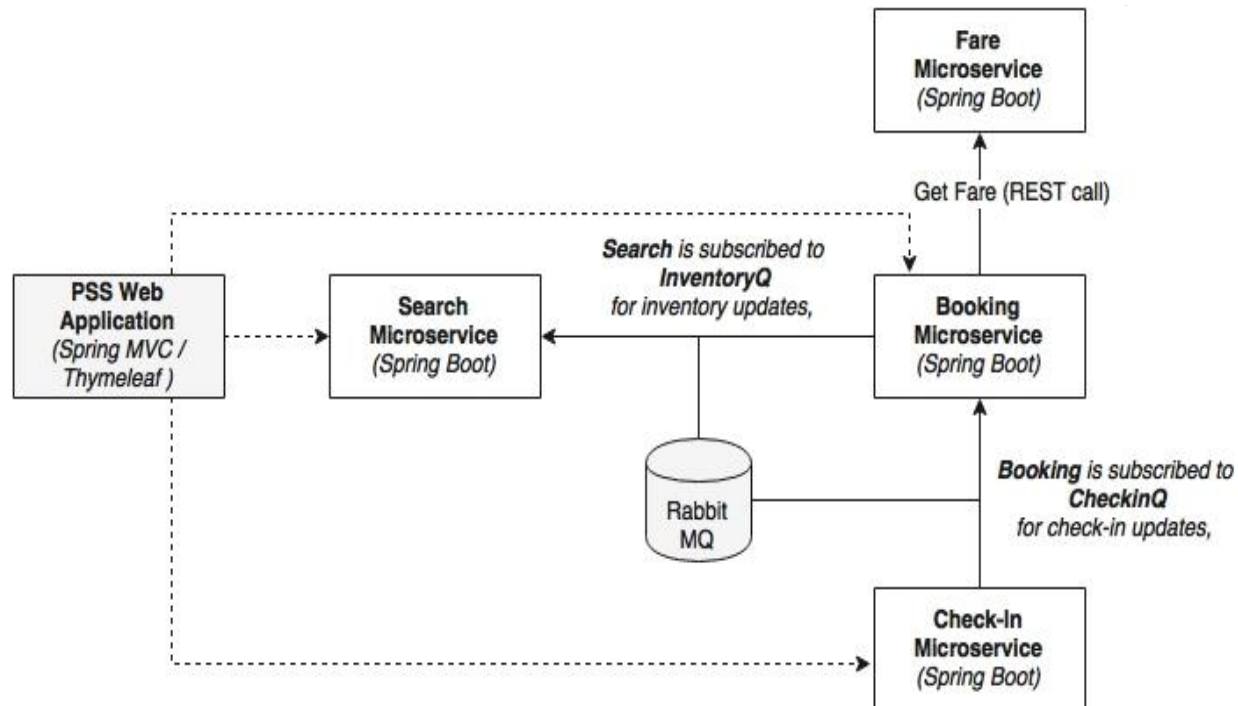 Fare
Microservice
(Spring Boot)
Get Fare (REST call)
Search is subscribed to
InventoryQ
for inventory updates,
PSS Web
Application
(Spring MVC /
Thymeleaf )
Search
Microservice
(Spring Boot)
Booking
Microservice
(Spring Boot)
Rabbit
MQ
Booking is subscribed to
CheckinQ
for check-in updates,
Check-In
Microservice
(Spring Boot)